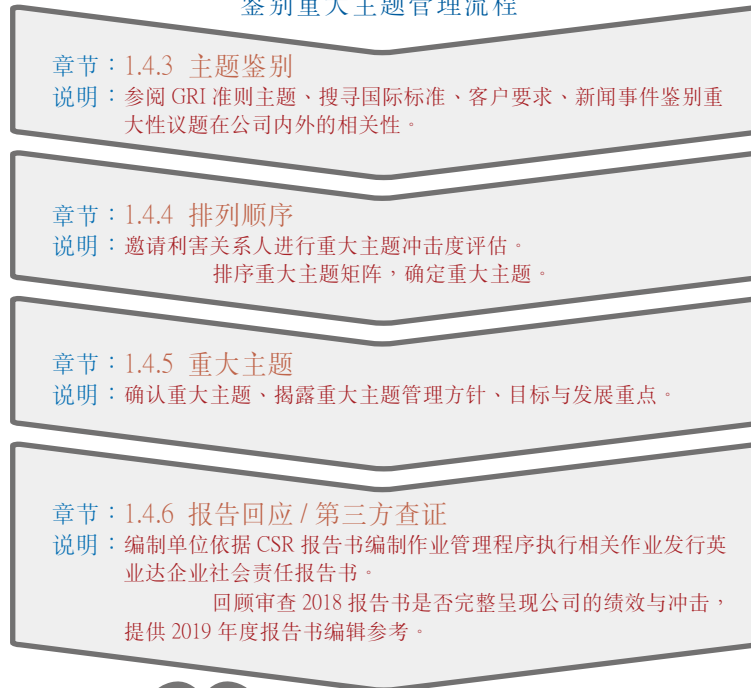 鉴别重大主题管理流程
章节：1.4.3 主题鉴别
说明：参阅 GRI 准则主题、搜寻国际标准、客户要求、新闻事件鉴别重
大性议题在公司内外的相关性。
章节：1.4.4 排列顺序
说明：邀请利害关系人进行重大主题冲击度评估。
排序重大主题矩阵，确定重大主题。
章节：1.4.5 重大主题
说明：确认重大主题、揭露重大主题管理方针、目标与发展重点。
章节：1.4.6 报告回应 / 第三方查证
说明：编制单位依据 CSR 报告书编制作业管理程序执行相关作业发行英
业达企业社会责任报告书。
回顾审查 2018 报告书是否完整呈现公司的绩效与冲击，
提供 2019 年度报告书编辑参考。